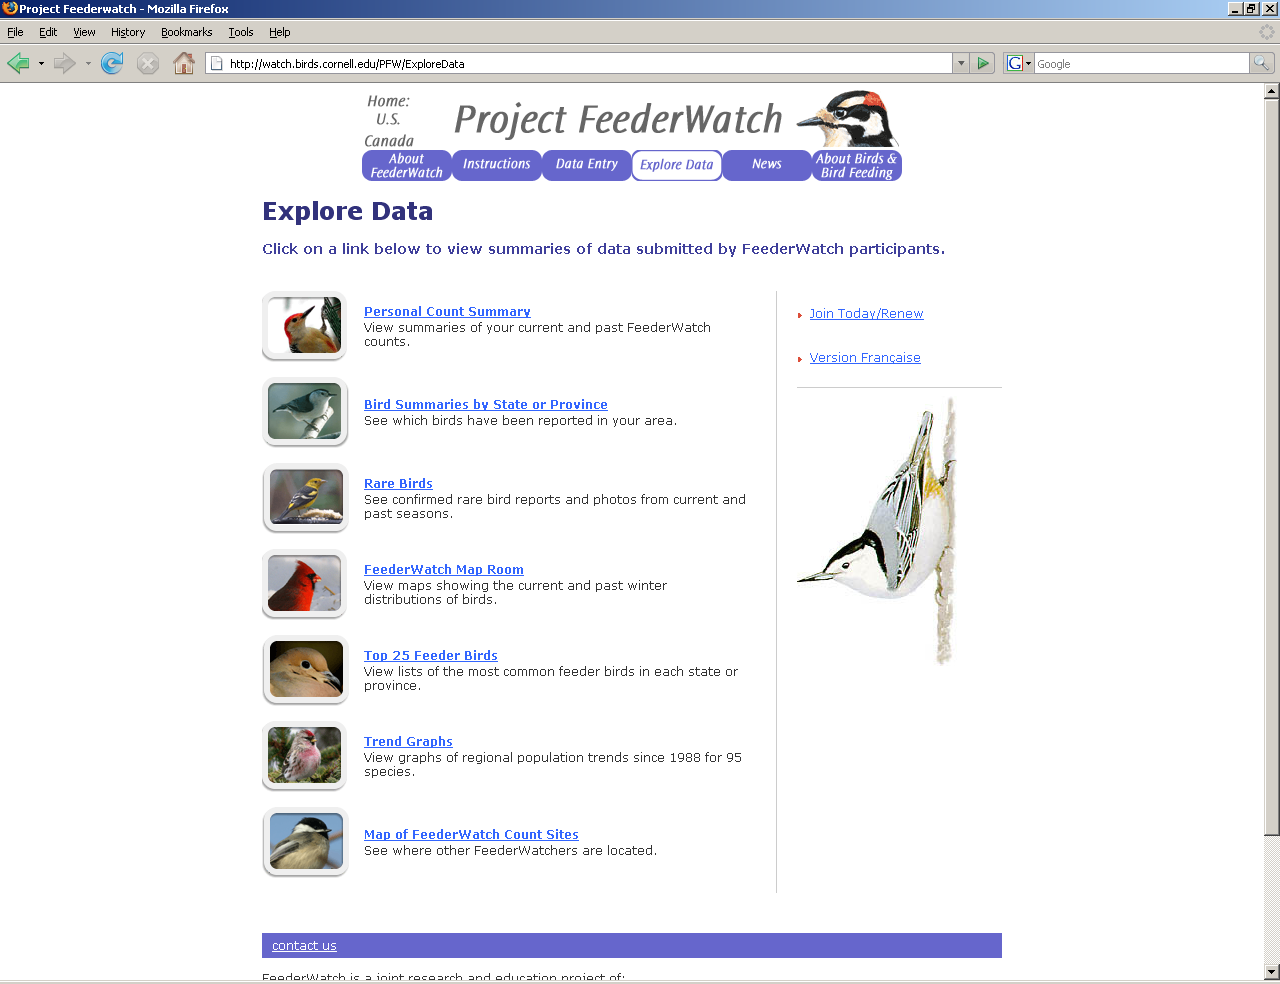 Project Feederwatch - Mozilla Firefox
File Edit View History Bookmarks Tools Help
http://watch.birds.cornell.edu/PFW/ExploreData
G Google
Home:
U.S.
Canada
Project FeederWatch
About
FeederWatch
Instructions
Data Entry
Explore Data
News
About Birds &
Bird Feeding
Explore Data
Click on a link below to view summaries of data submitted by FeederWatch participants.
Personal Count Summary
View summaries of your current and past FeederWatch
counts.
Bird Summaries by State or Province
See which birds have been reported in your area.
Rare Birds
See confirmed rare bird reports and photos from current and
past seasons.
FeederWatch Map Room
View maps showing the current and past winter
distributions of birds.
Top 25 Feeder Birds
View lists of the most common feeder birds in each state or
province.
Trend Graphs
View graphs of regional population trends since 1988 for 95
species.
Map of FeederWatch Count Sites
See where other FeederWatchers are located.
Join Today/Renew
Version Française
contact us
FeederWatch is a joint research and education project of: